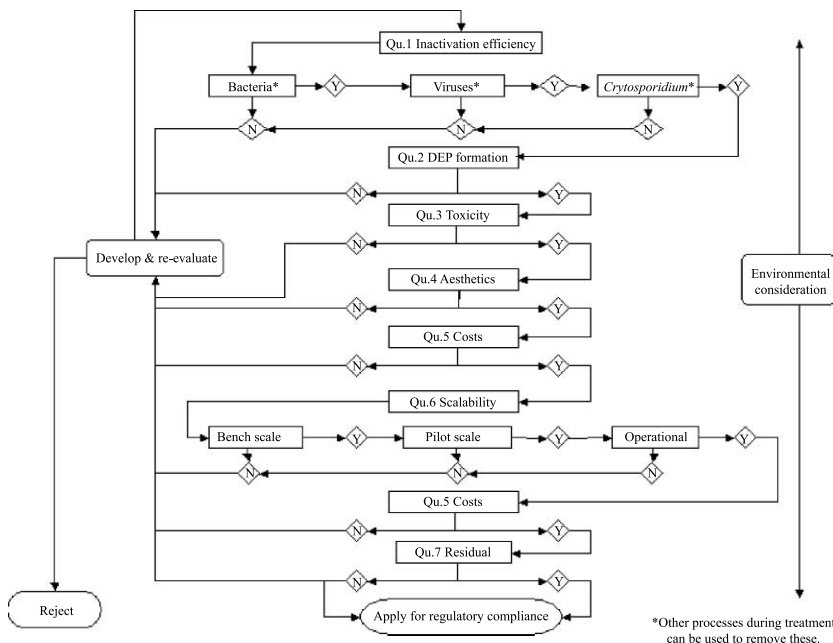 Qu.1 Inactivation efficiency
Bacteria*
Y
Viruses*
Y
Crytosporidium*
Y
N
N
N
Qu.2 DEP formation
N
Y
Qu.3 Toxicity
N
Y
Develop & re-evaluate
Qu.4 Aesthetics
Environmental
consideration
N
Y
Qu.5 Costs
N
Y
Qu.6 Scalability
Bench scale
Y
Pilot scale
Y
Operational
Y
N
N
N
Qu.5 Costs
N
Y
Qu.7 Residual
N
Y
Reject
Apply for regulatory compliance
*Other processes during treatment
can be used to remove these.